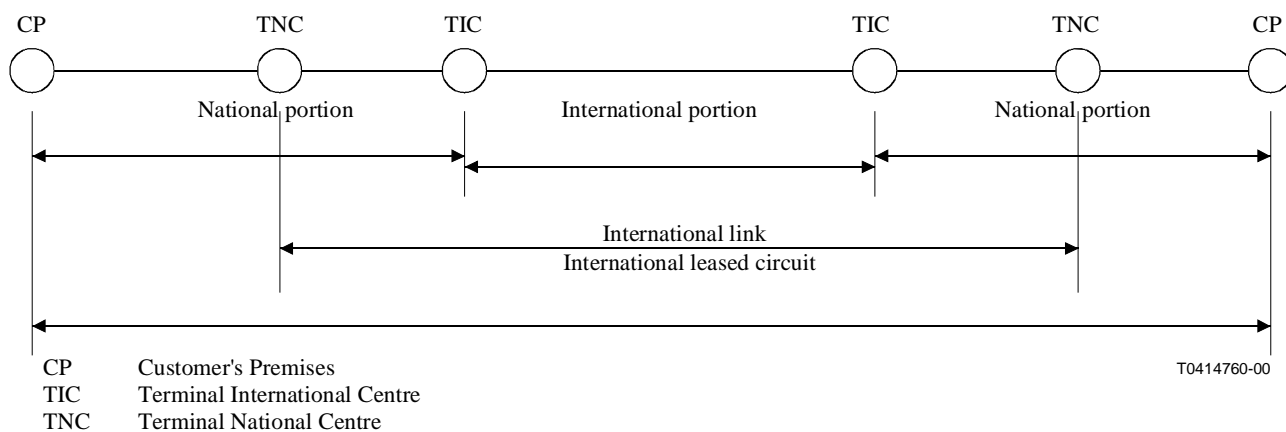 CP TNC TIC TIC TNC CP
National portion International portion National portion
International link
International leased circuit
CP Customer's Premises
T0414760-00
TIC Terminal International Centre
TNC Terminal National Centre